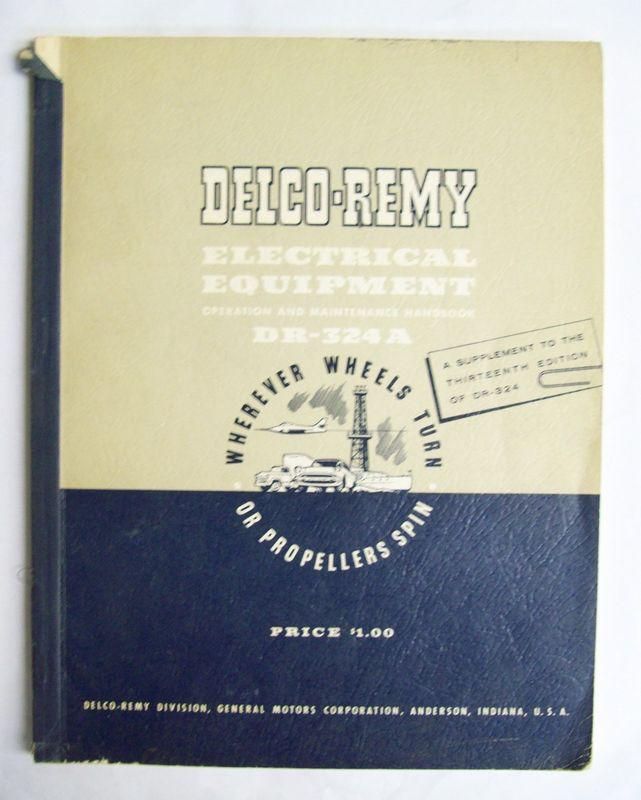 DELCO-REMY
ELECTRICAL
EQUIPMENT
OPERATION AND MAINTENANCE HANDBOOK
DR-324A
A SUPPLEMENT TO THE
THIRTEENTH EDITION
OF DR-324
WHEREVER WHEELS TURN
OR PROPELLERS SPIN
PRICE $1.00
DELCO-REMY DIVISION, GENERAL MOTORS CORPORATION, ANDERSON, INDIANA, U. S. A.